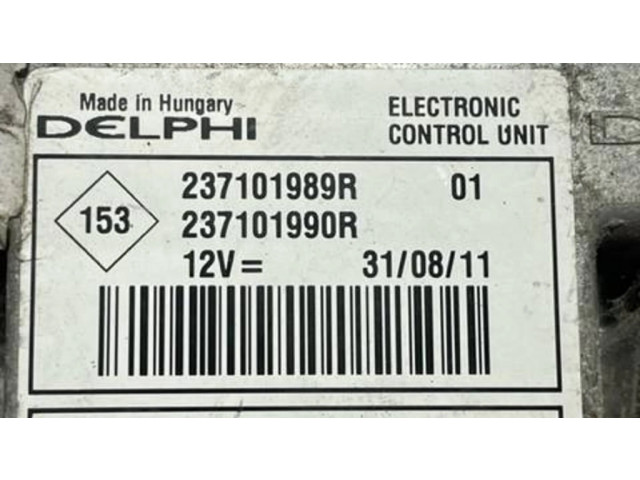 Made in Hungary
DELPHI
ELECTRONIC
CONTROL UNIT
153
237101989R 01
237101990R
12V = 31/08/11